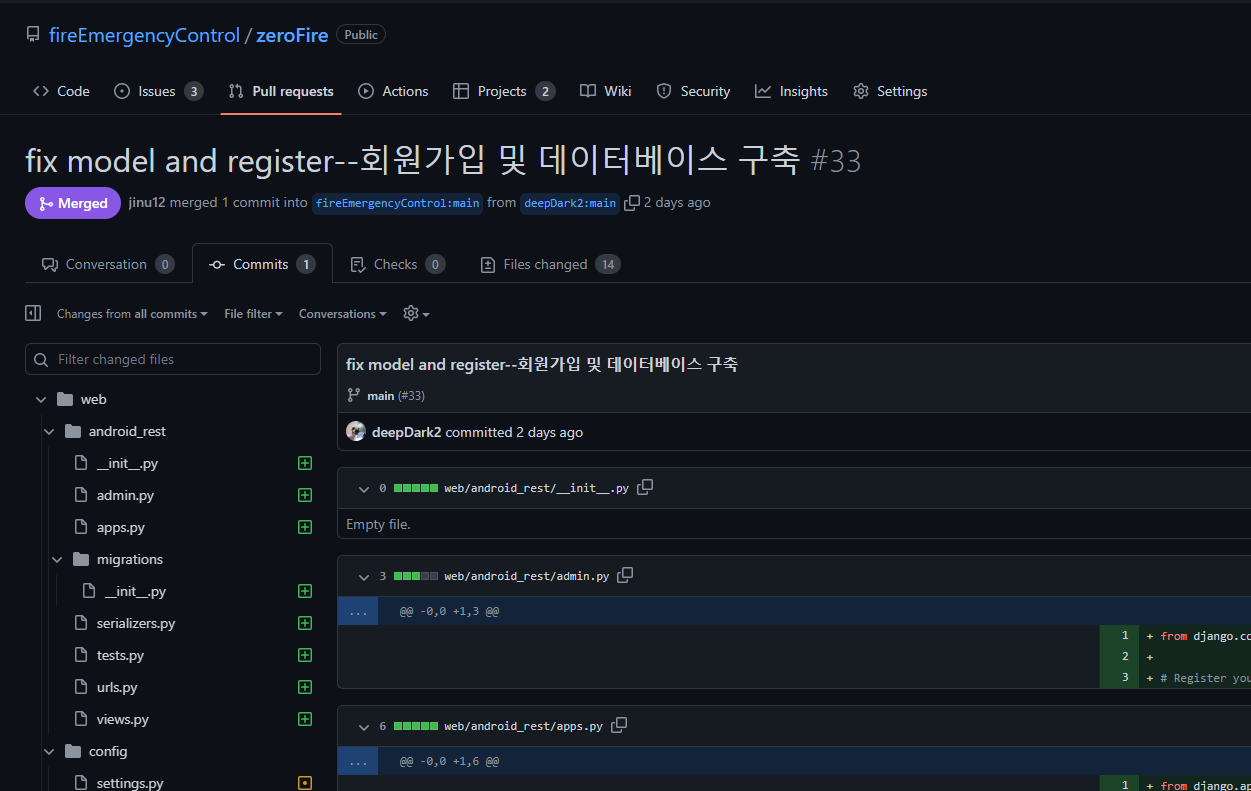 fireEmergencyControl / zeroFire Public
Code Issues 3 Pull requests Actions Projects 2 Wiki Security Insights Settings
fix model and register--회원가입 및 데이터베이스 구축 #33
Merged jinu12 merged 1 commit into fireEmergencyControl:main from deepDark2:main 2 days ago
Conversation 0 Commits 1 Checks 0 Files changed 14
Changes from all commits File filter Conversations
Filter changed files
web
android_rest
__init__.py
admin.py
apps.py
migrations
__init__.py
serializers.py
tests.py
urls.py
views.py
config
settings.py
fix model and register--회원가입 및 데이터베이스 구축
main (#33)
deepDark2 committed 2 days ago
0 web/android_rest/__init__.py
Empty file.
3 web/android_rest/admin.py
... @@ -0,0 +1,3 @@
1 + from django.co
2 +
3 + # Register you
6 web/android_rest/apps.py
... @@ -0,0 +1,6 @@
1 + from django.ap